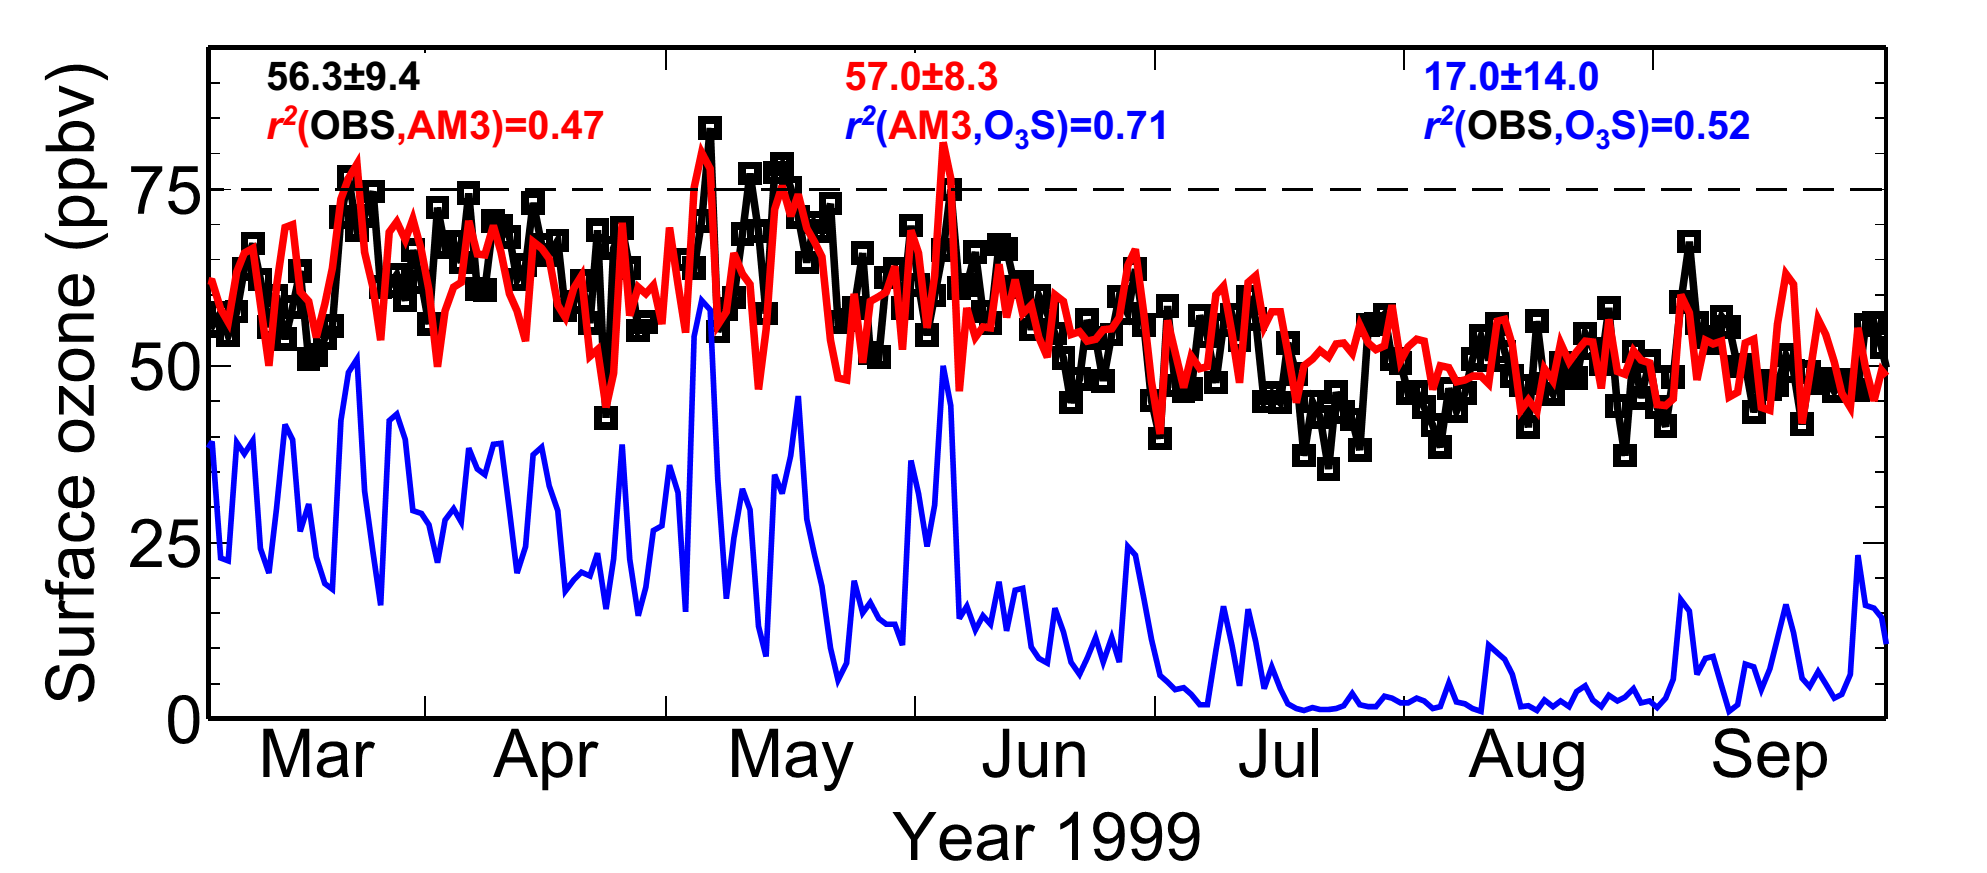 56.3±9.4
r²(OBS,AM3)=0.47
57.0±8.3
r²(AM3,O₃S)=0.71
17.0±14.0
r²(OBS,O₃S)=0.52
Surface ozone (ppbv)
75
50
25
0
Mar Apr May Jun Jul Aug Sep
Year 1999